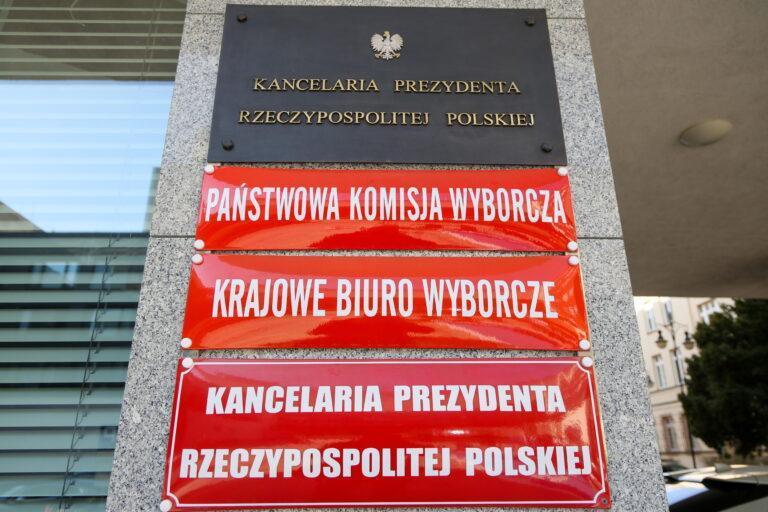 KANCELARIA PREZYDENTA
RZECZYPOSPOLITEJ POLSKIEJ
PAŃSTWOWA KOMISJA WYBORCZA
KRAJOWE BIURO WYBORCZE
KANCELARIA PREZYDENTA
RZECZYPOSPOLITEJ POLSKIEJ